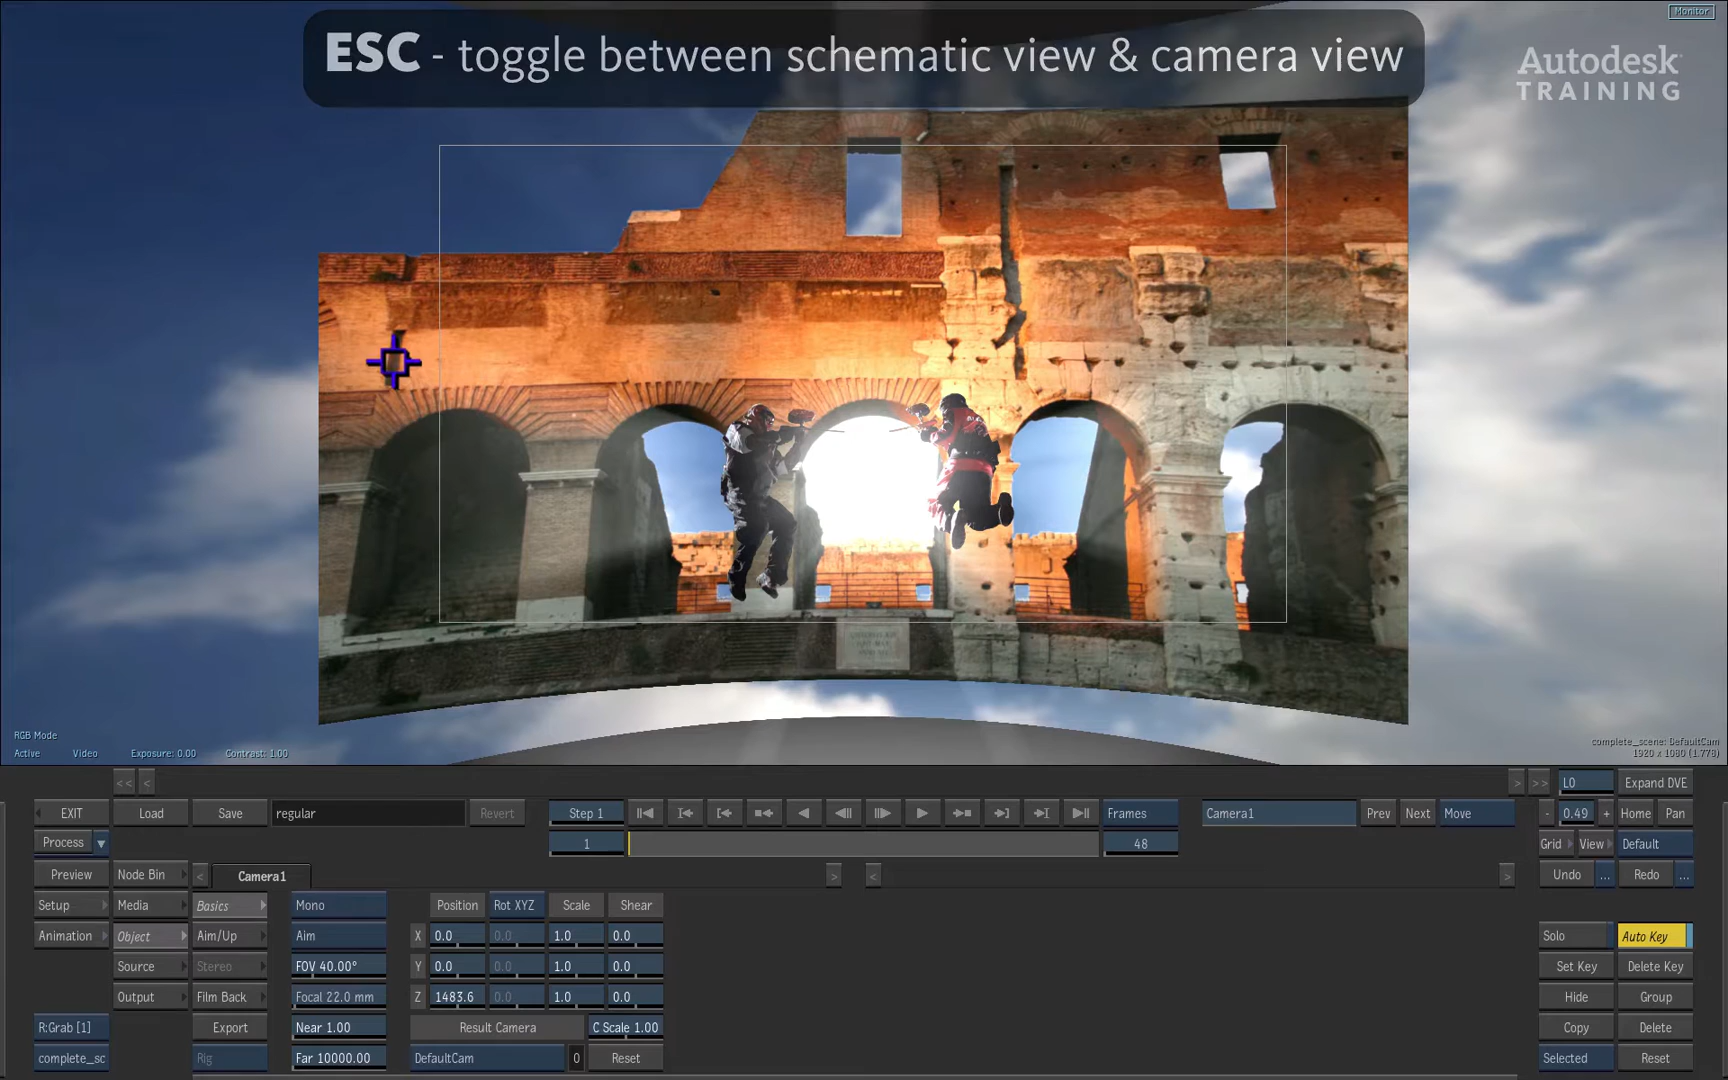 Monitor
ESC - toggle between schematic view & camera view
Autodesk
TRAINING
RGB Mode
Active Video Exposure: 0.00 Contrast: 1.00
complete_scene: DefaultCam
1920 x 1080 (1.778)
<< < > >> L0 Expand DVE
EXIT Load Save regular Revert Step 1 Frames Camera1 Prev Next Move - 0.49 + Home Pan
Process 1 48 Grid View Default
Preview Node Bin < Camera1 > < > Undo ... Redo ...
Setup Media Basics Mono Position Rot XYZ Scale Shear
Animation Object Aim/Up Aim X 0.0 0.0 1.0 0.0 Solo Auto Key
Source Stereo FOV 40.00° Y 0.0 0.0 1.0 0.0 Set Key Delete Key
Output Film Back Focal 22.0 mm Z 1483.6 0.0 1.0 0.0 Hide Group
R:Grab [1] Export Near 1.00 Result Camera C Scale 1.00 Copy Delete
complete_sc Rig Far 10000.00 DefaultCam 0 Reset Selected Reset